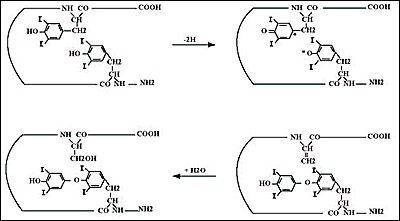 NH CO COOH
I
HO CH
CH2
I I
HO
I CH2
CH
CO NH NH2
-2H
NH CO COOH
I
O CH
CH2
I * I
* O
I CH2
CH
CO NH NH2
NH CO COOH
CH
CH2OH
I I
HO O
I I CH2
CH
CO NH NH2
+ H2O
NH CO COOH
C
CH2
I I
HO O
I I CH2
CH
CO NH NH2